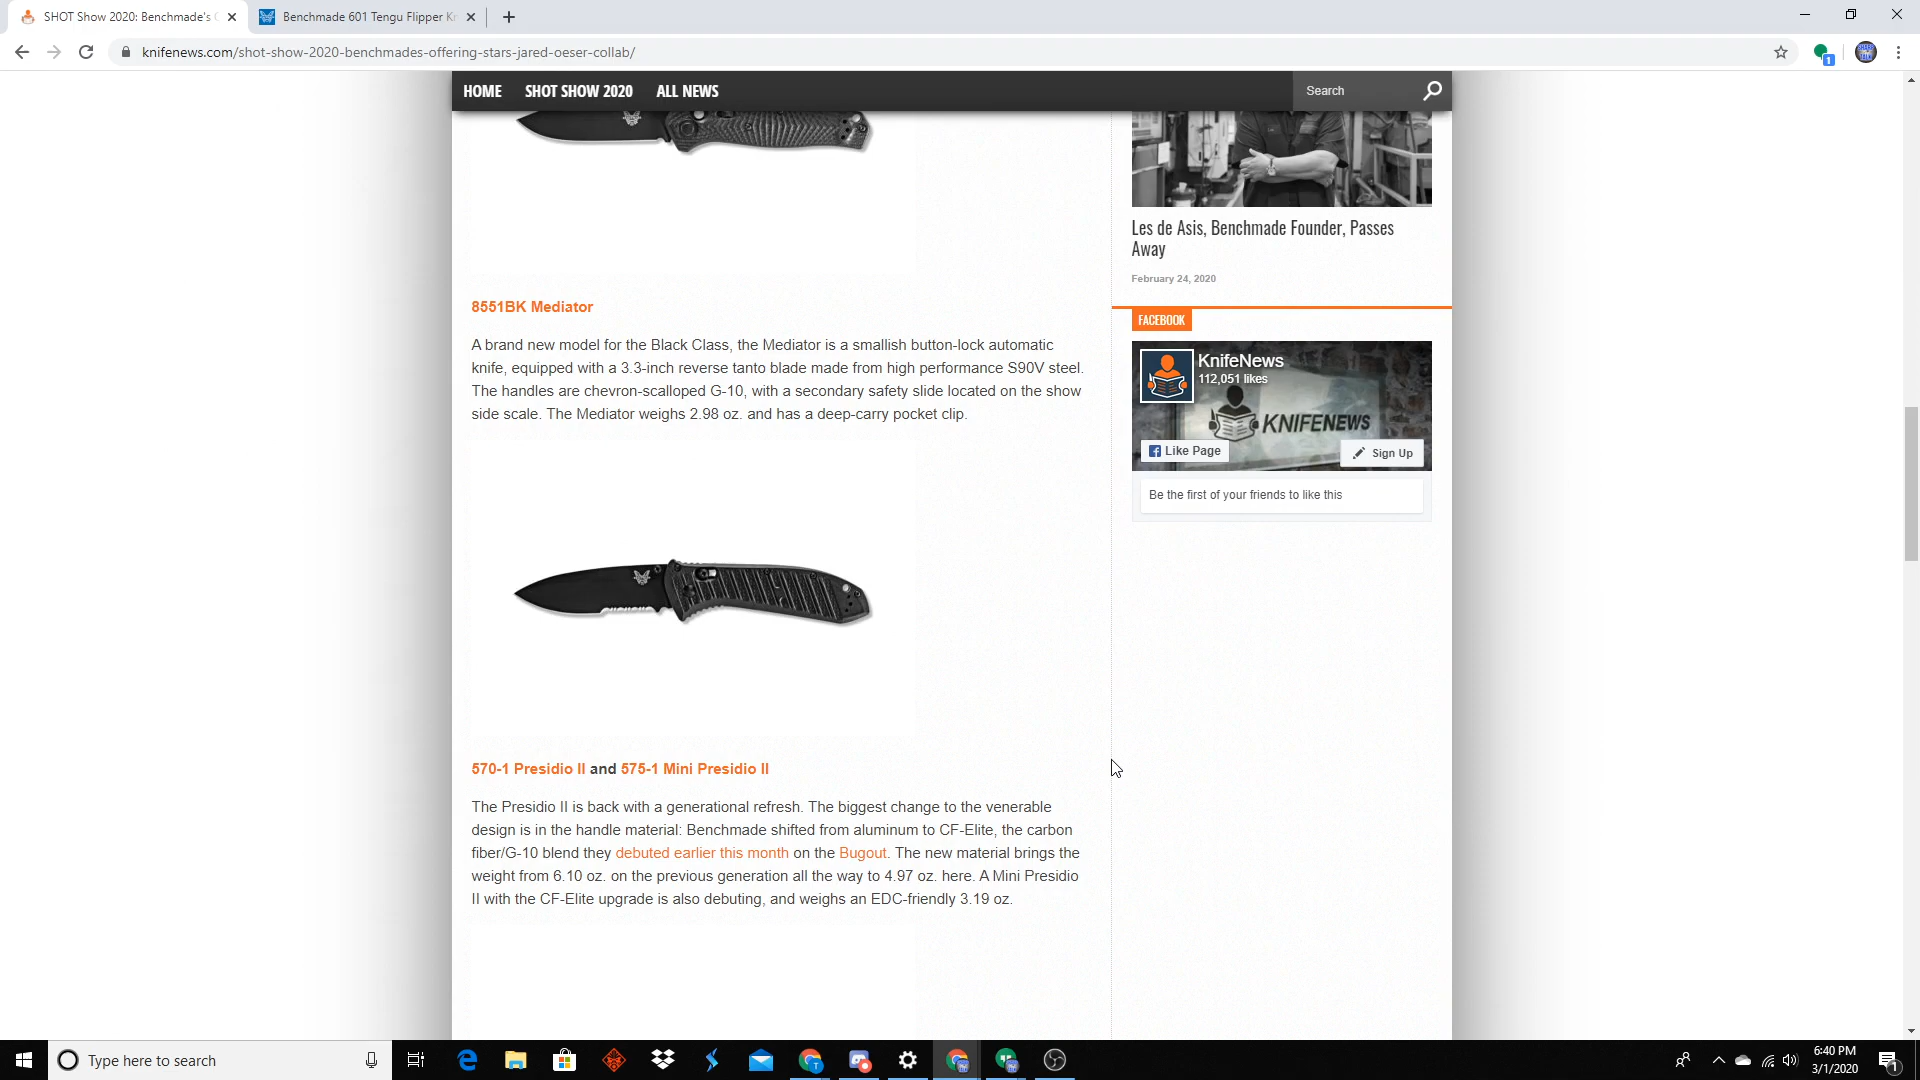 SHOT Show 2020: Benchmade's
Benchmade 601 Tengu Flipper Kn
knifenews.com/shot-show-2020-benchmades-offering-stars-jared-oeser-collab/
1
HOME
SHOT SHOW 2020
ALL NEWS
Search
Les de Asis, Benchmade Founder, Passes
Away
February 24, 2020
8551BK Mediator
A brand new model for the Black Class, the Mediator is a smallish button-lock automatic
knife, equipped with a 3.3-inch reverse tanto blade made from high performance S90V steel.
The handles are chevron-scalloped G-10, with a secondary safety slide located on the show
side scale. The Mediator weighs 2.98 oz. and has a deep-carry pocket clip.
FACEBOOK
KnifeNews
112,051 likes
KNIFENEWS
Like Page
Sign Up
Be the first of your friends to like this
570-1 Presidio II and 575-1 Mini Presidio II
The Presidio II is back with a generational refresh. The biggest change to the venerable
design is in the handle material: Benchmade shifted from aluminum to CF-Elite, the carbon
fiber/G-10 blend they debuted earlier this month on the Bugout. The new material brings the
weight from 6.10 oz. on the previous generation all the way to 4.97 oz. here. A Mini Presidio
II with the CF-Elite upgrade is also debuting, and weighs an EDC-friendly 3.19 oz.
Type here to search
6:40 PM
3/1/2020
1